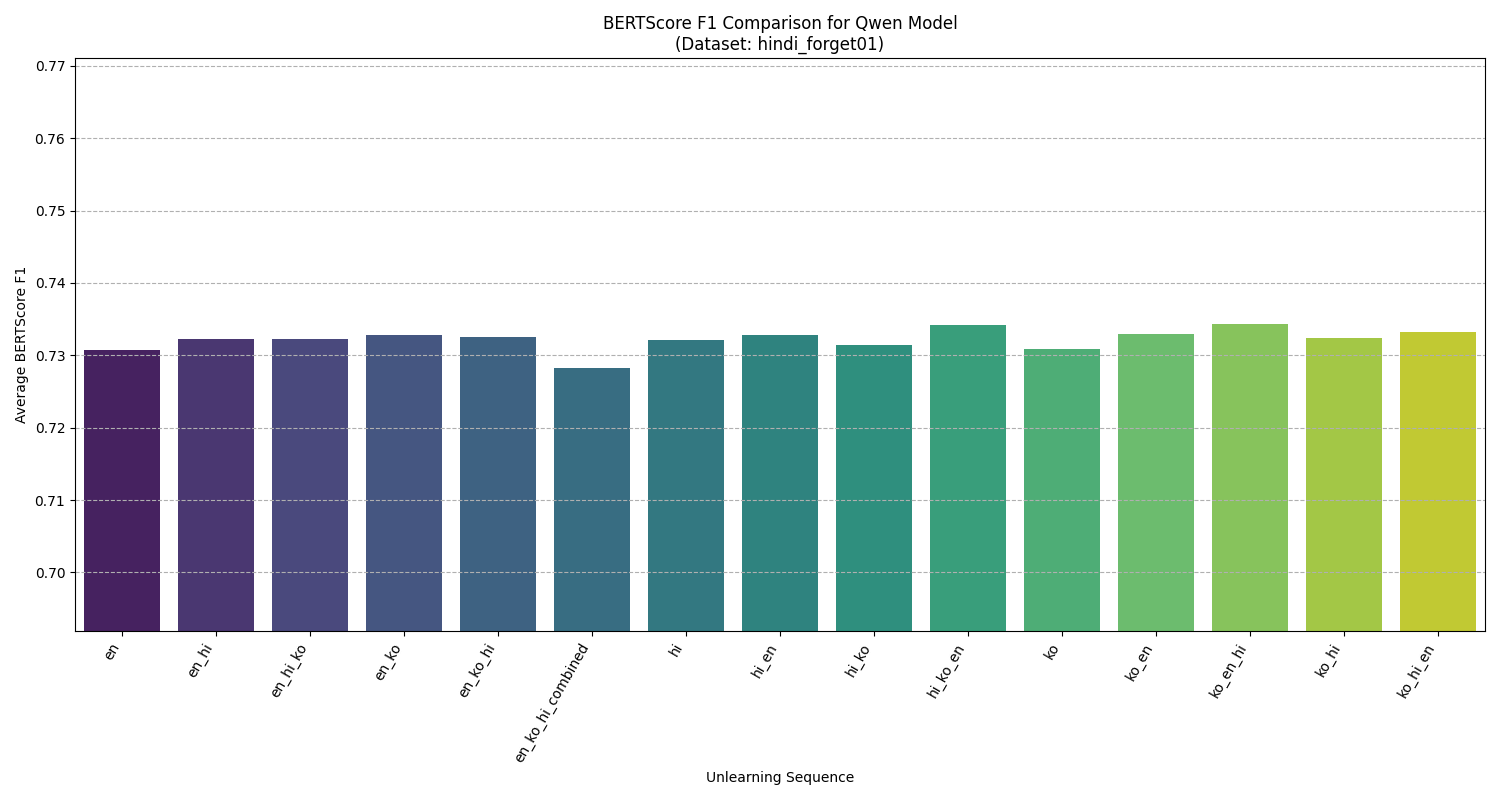 BERTScore F1 Comparison for Qwen Model
(Dataset: hindi_forget01)
Average BERTScore F1
0.77
0.76
0.75
0.74
0.73
0.72
0.71
0.70
en
en_hi
en_hi_ko
en_ko
en_ko_hi
en_ko_hi_combined
hi
hi_en
hi_ko
hi_ko_en
ko
ko_en
ko_en_hi
ko_hi
ko_hi_en
Unlearning Sequence